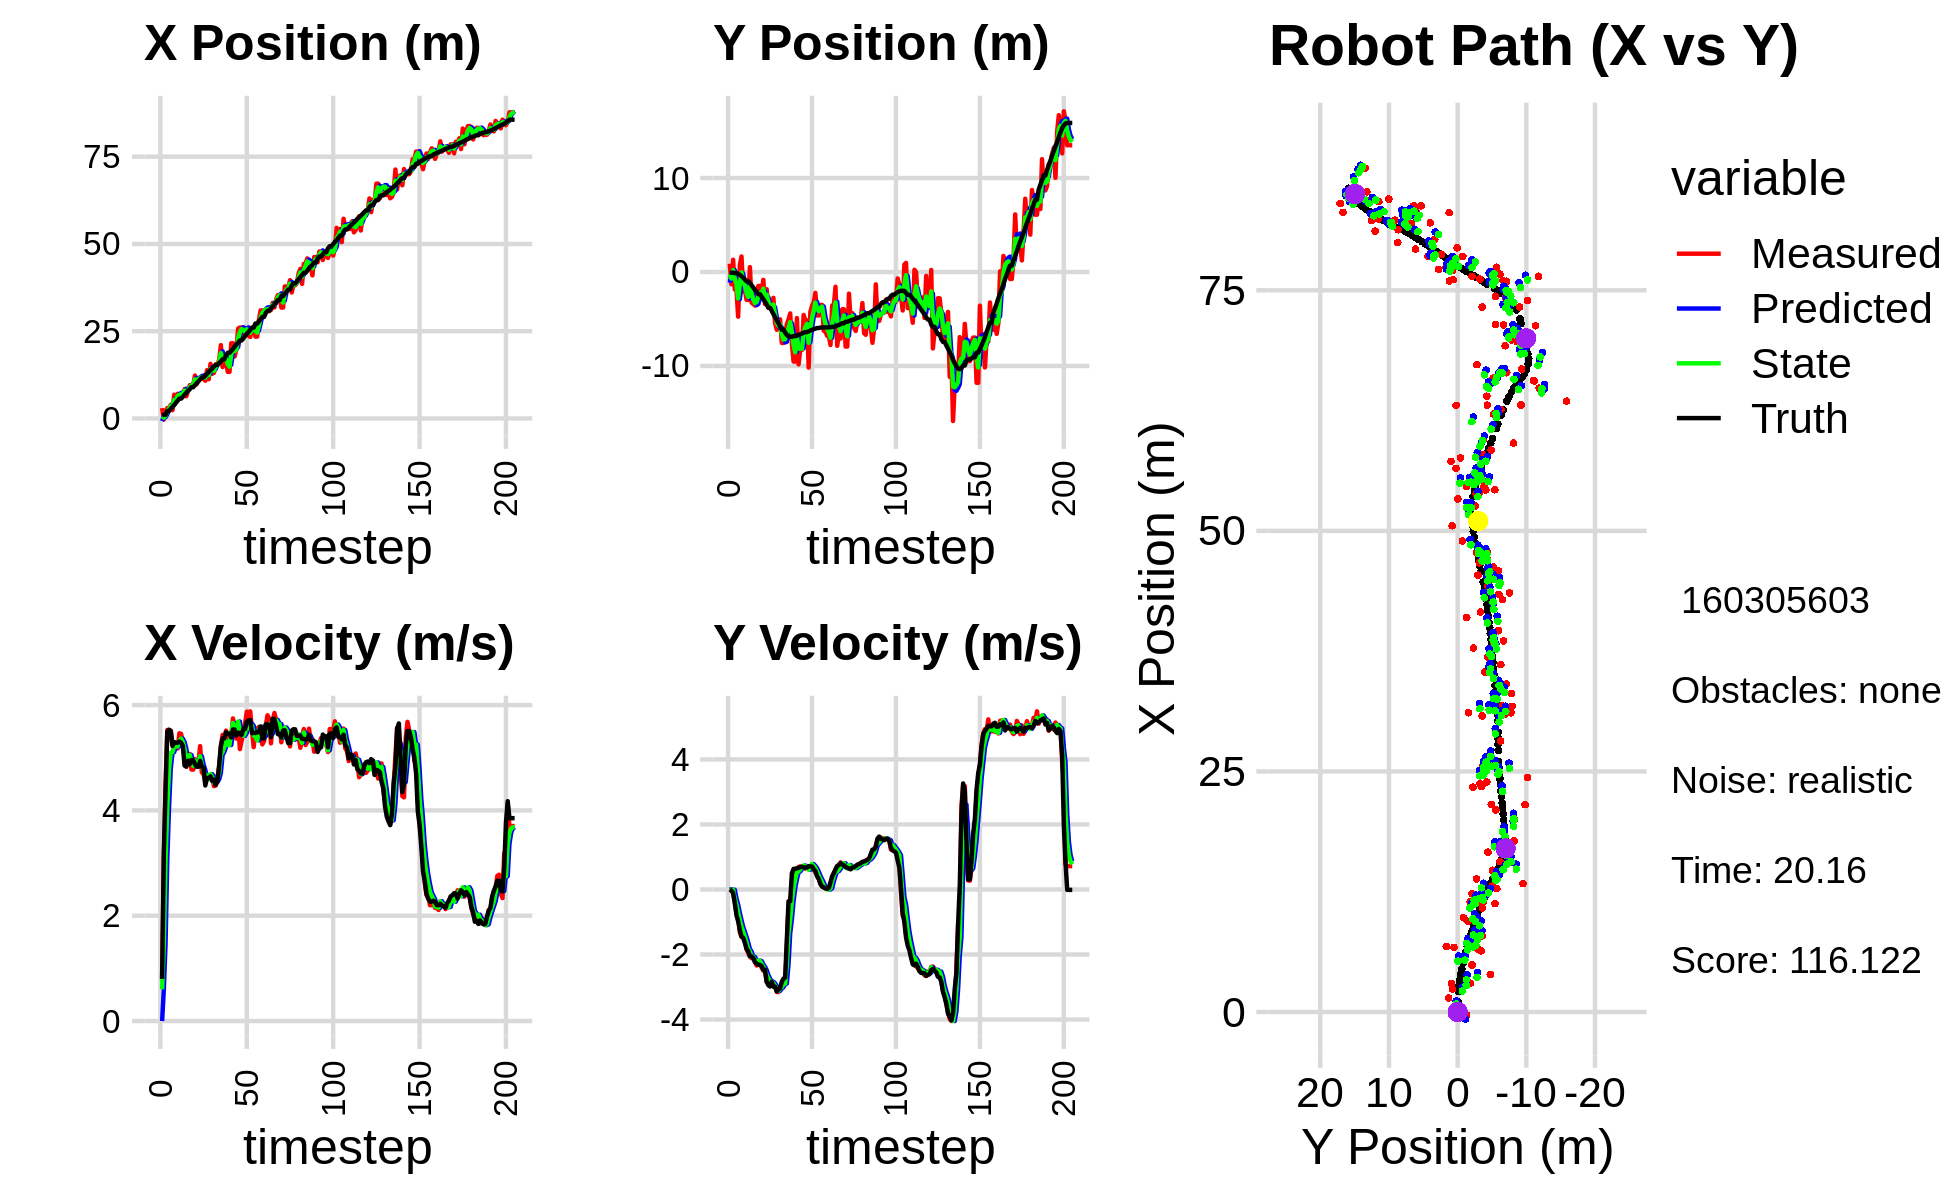 X Position (m)
75
50
25
0
0 50 100 150 200
timestep
Y Position (m)
10
0
-10
0 50 100 150 200
timestep
X Velocity (m/s)
6
4
2
0
0 50 100 150 200
timestep
Y Velocity (m/s)
4
2
0
-2
-4
0 50 100 150 200
timestep
Robot Path (X vs Y)
X Position (m)
75
50
25
0
20 10 0 -10 -20
Y Position (m)
variable
Measured
Predicted
State
Truth
160305603
Obstacles: none
Noise: realistic
Time: 20.16
Score: 116.122